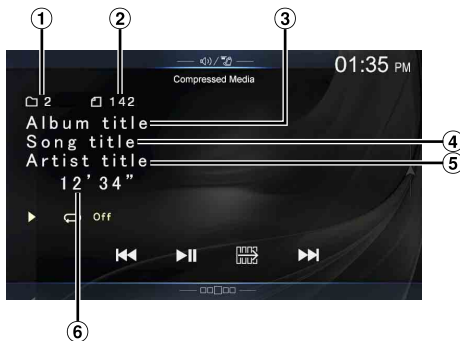 1 2 3
01:35 PM
Compressed Media
2 142
Album title
Song title 4
Artist title 5
12’34”
Off
6